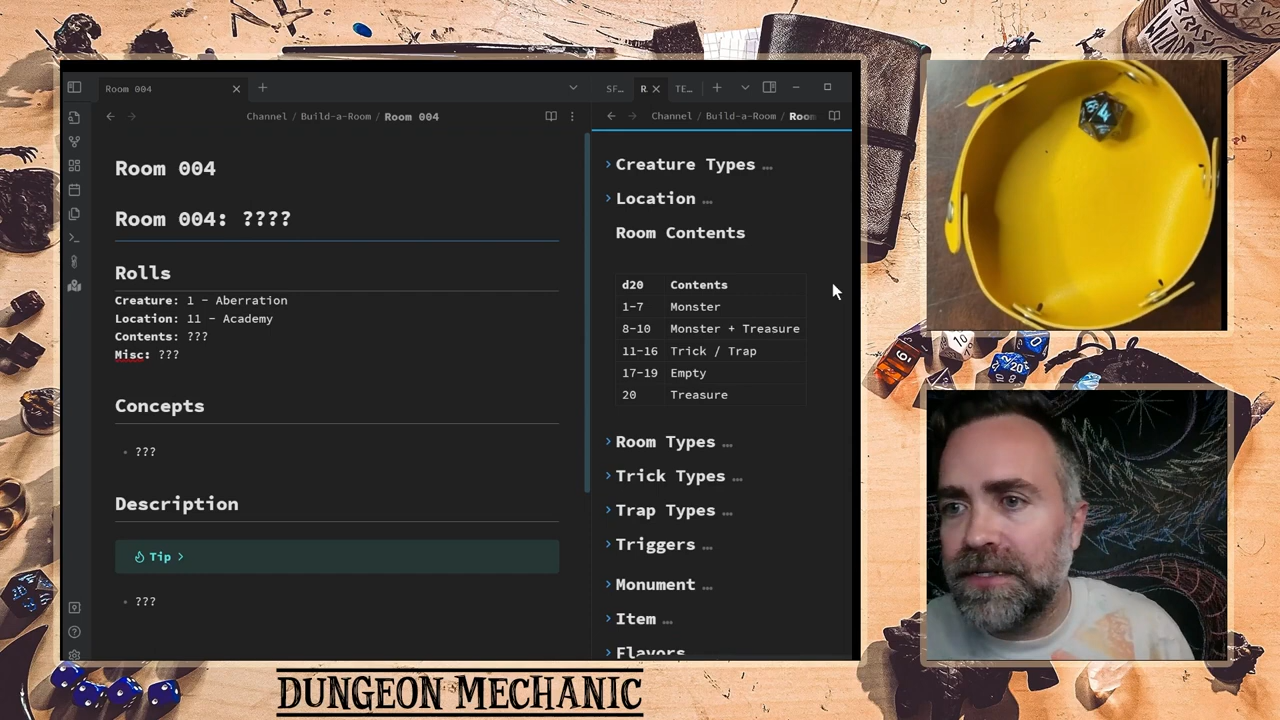 Room 004
SF…
R.
TE…
Channel / Build-a-Room / Room 004
Channel / Build-a-Room / Room
Room 004
Room 004: ????
Rolls
Creature: 1 - Aberration
Location: 11 - Academy
Contents: ???
Misc: ???
Concepts
???
Description
Tip
???
Creature Types …
Location …
Room Contents
d20 Contents
1-7 Monster
8-10 Monster + Treasure
11-16 Trick / Trap
17-19 Empty
20 Treasure
Room Types …
Trick Types …
Trap Types …
Triggers …
Monument …
Item …
Flavors
DUNGEON MECHANIC